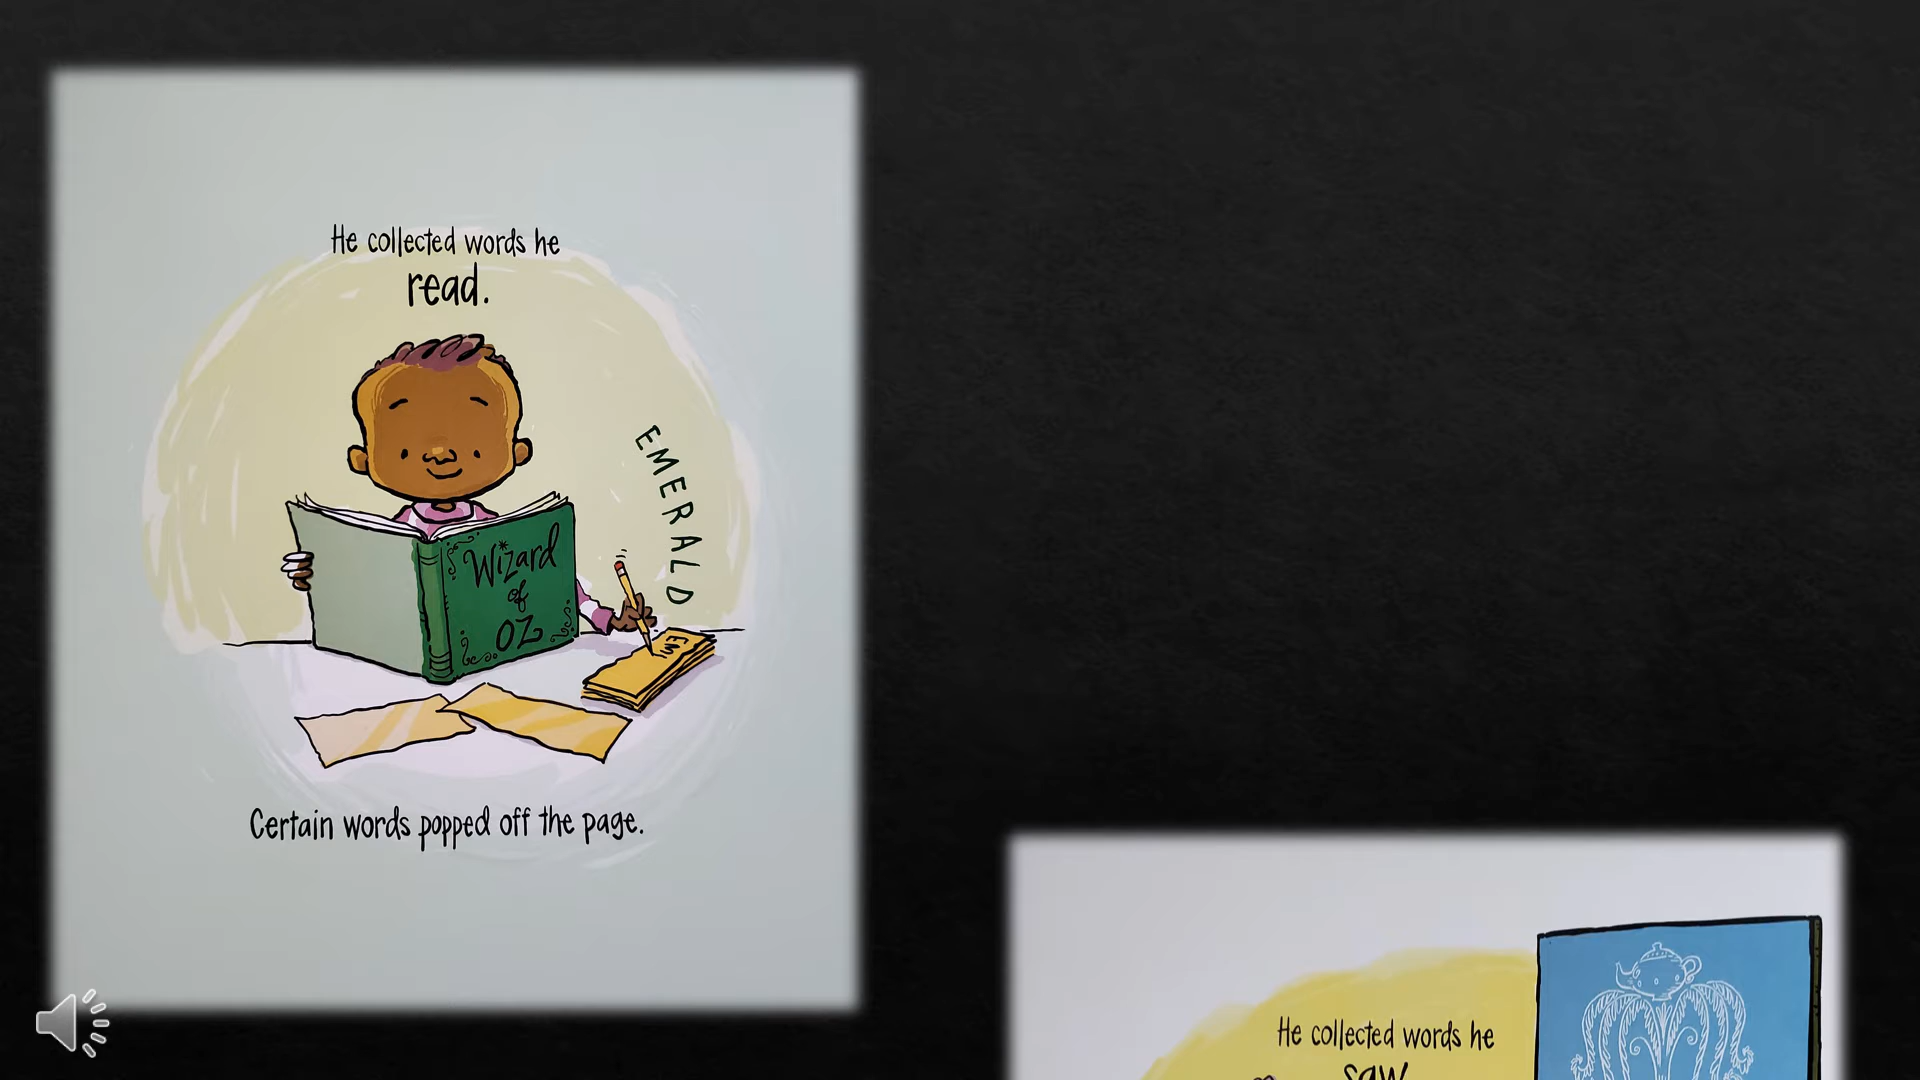 He collected words he
read.
EMERALD
Wizard
of
OZ
EM
Certain words popped off the page.
He collected words he
saw